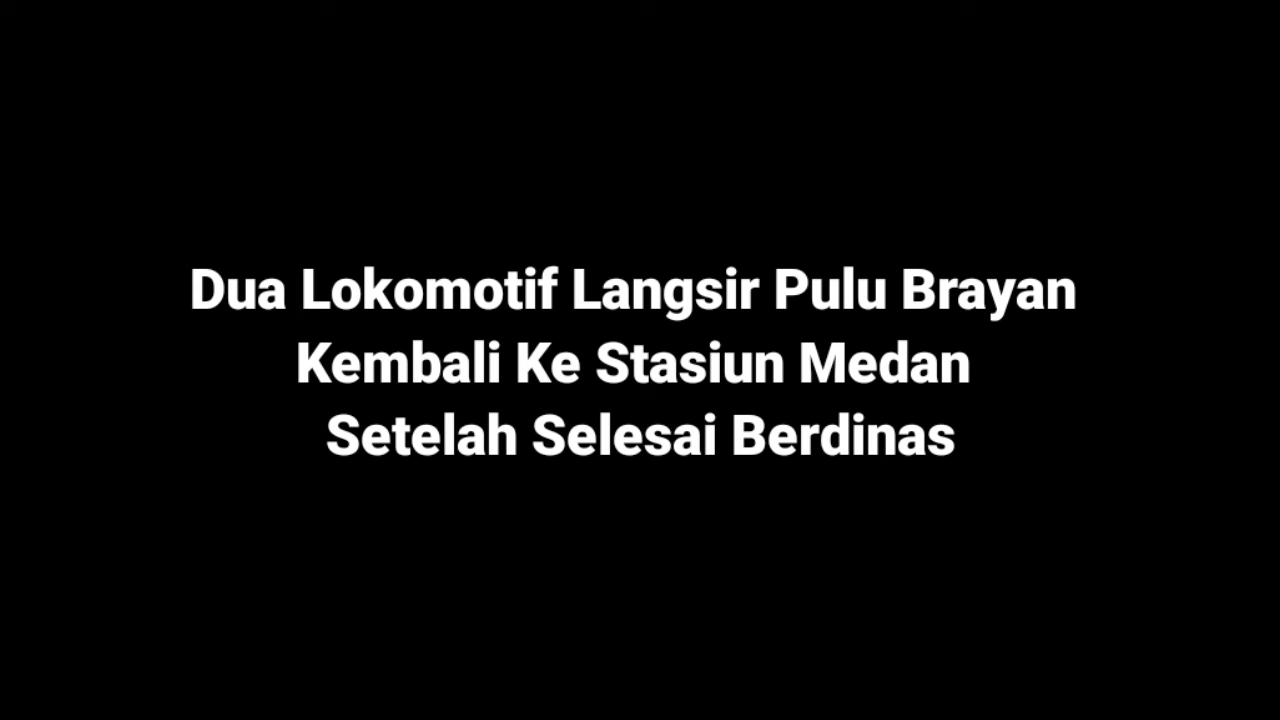 Dua Lokomotif Langsir Pulu Brayan
Kembali Ke Stasiun Medan
Setelah Selesai Berdinas